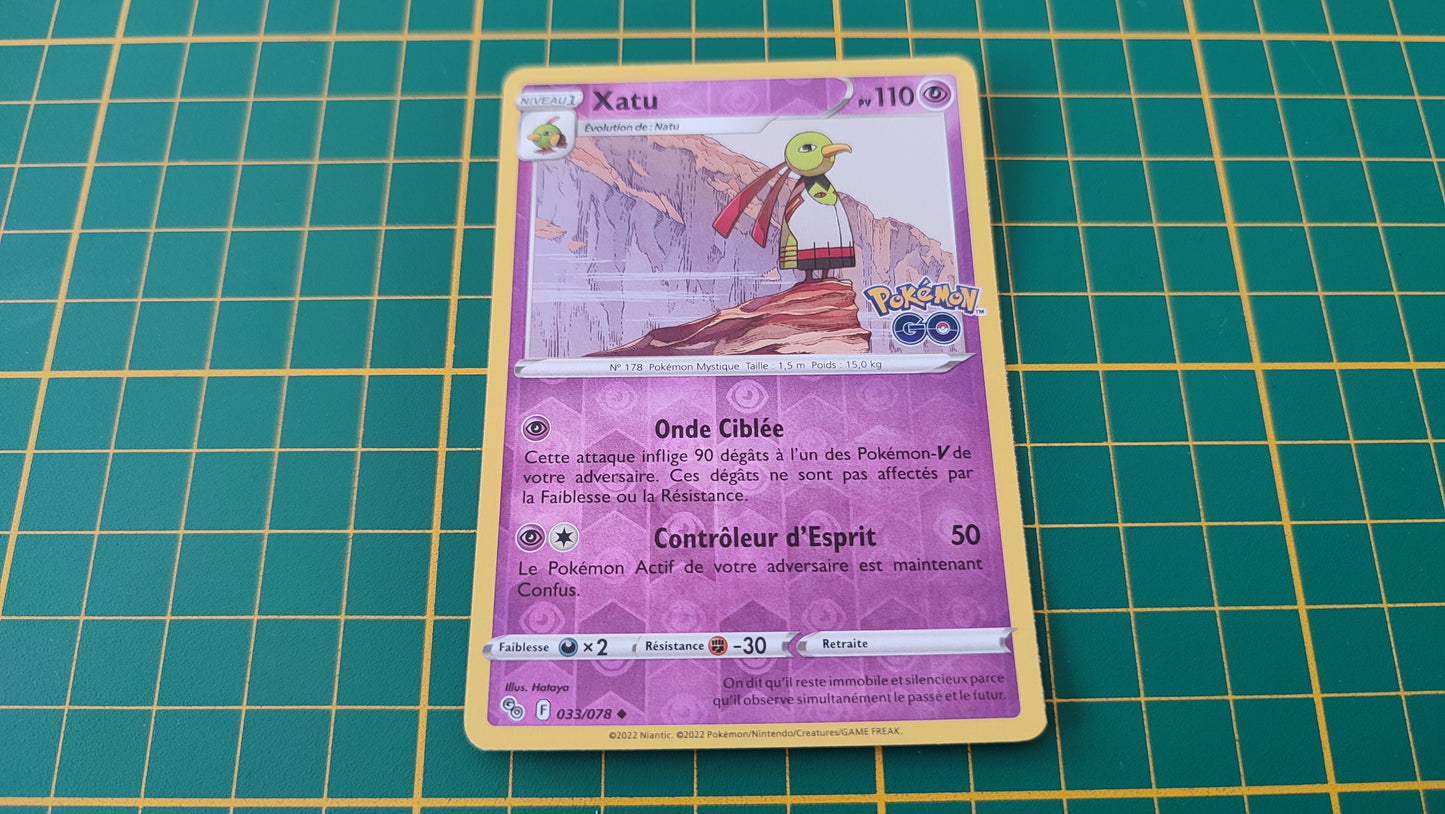 NIVEAU 1 Xatu PV 110
Évolution de : Natu
POKÉMON™
GO
N° 178 Pokémon Mystique Taille : 1,5 m Poids : 15,0 kg
Onde Ciblée
Cette attaque inflige 90 dégâts à l'un des Pokémon-V de
votre adversaire. Ces dégâts ne sont pas affectés par
la Faiblesse ou la Résistance.
Contrôleur d'Esprit 50
Le Pokémon Actif de votre adversaire est maintenant
Confus.
Faiblesse ×2 Résistance -30 Retraite
Illus. Hataya
On dit qu'il reste immobile et silencieux parce
qu'il observe simultanément le passé et le futur.
GO F 033/078
©2022 Niantic. ©2022 Pokémon/Nintendo/Creatures/GAME FREAK.